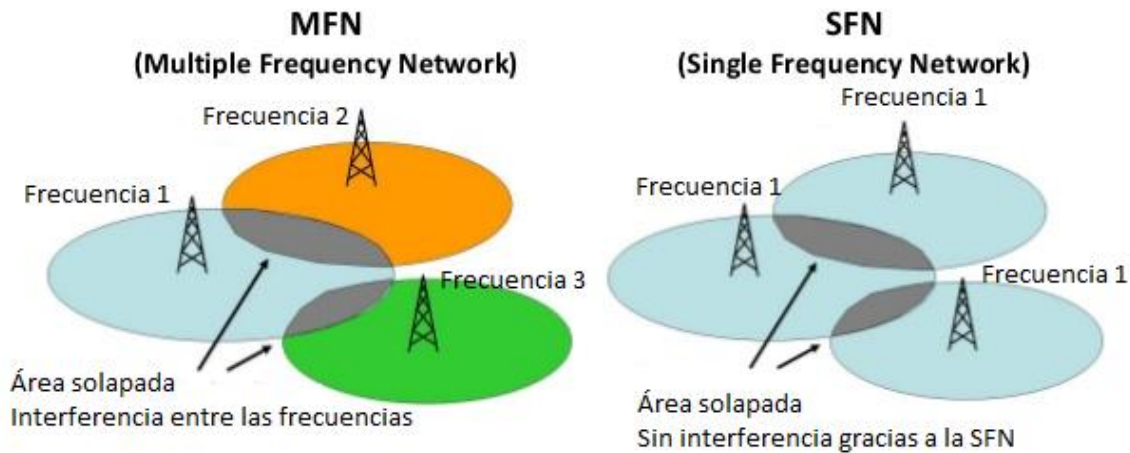 MFN
(Multiple Frequency Network)
Frecuencia 2
Frecuencia 1
Frecuencia 3
Área solapada
Interferencia entre las frecuencias
SFN
(Single Frequency Network)
Frecuencia 1
Frecuencia 1
Frecuencia 1
Área solapada
Sin interferencia gracias a la SFN